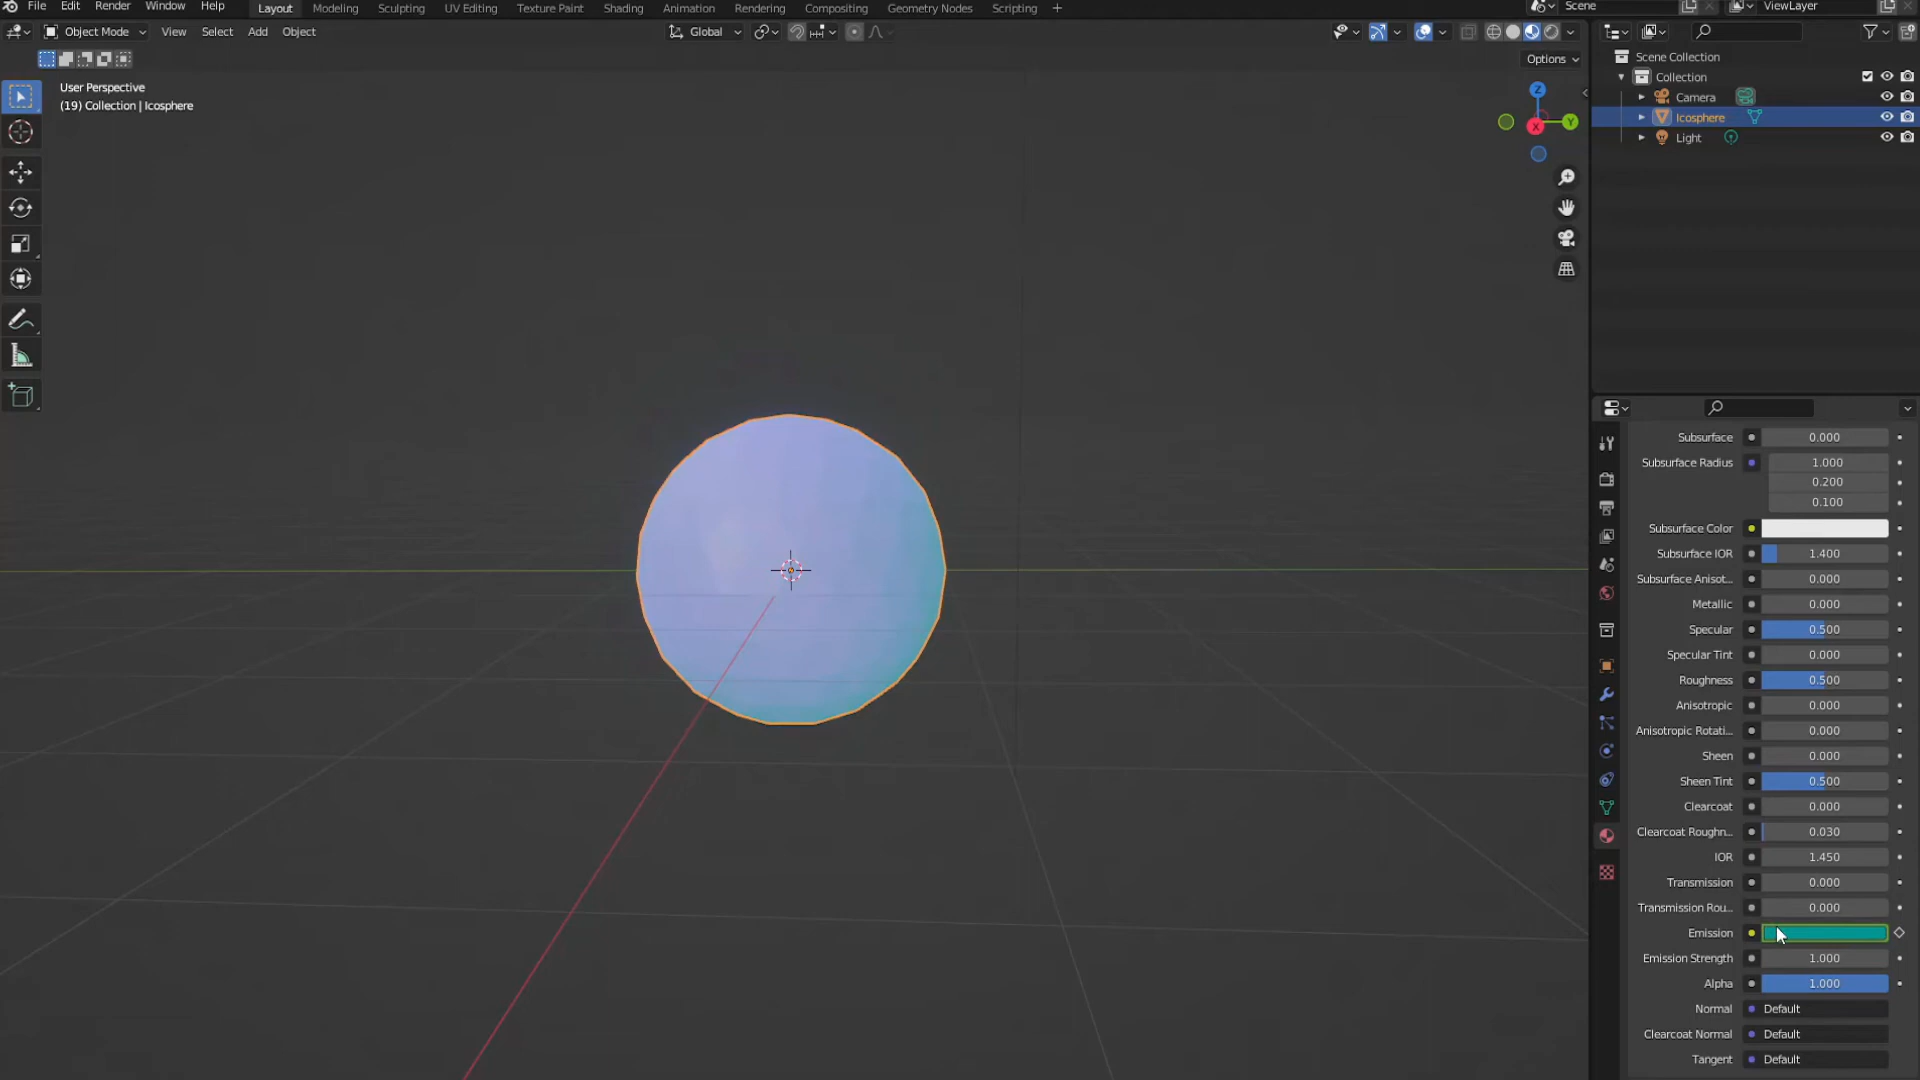 File Edit Render Window Help Layout Modeling Sculpting UV Editing Texture Paint Shading Animation Rendering Compositing Geometry Nodes Scripting + Scene ViewLayer
Object Mode View Select Add Object Global
Options
User Perspective
(19) Collection | Icosphere
Z
Y
X
Scene Collection
Collection
Camera
Icosphere
Light
Subsurface 0.000
Subsurface Radius 1.000
0.200
0.100
Subsurface Color
Subsurface IOR 1.400
Subsurface Anisot... 0.000
Metallic 0.000
Specular 0.500
Specular Tint 0.000
Roughness 0.500
Anisotropic 0.000
Anisotropic Rotati... 0.000
Sheen 0.000
Sheen Tint 0.500
Clearcoat 0.000
Clearcoat Roughn... 0.030
IOR 1.450
Transmission 0.000
Transmission Rou... 0.000
Emission
Emission Strength 1.000
Alpha 1.000
Normal Default
Clearcoat Normal Default
Tangent Default